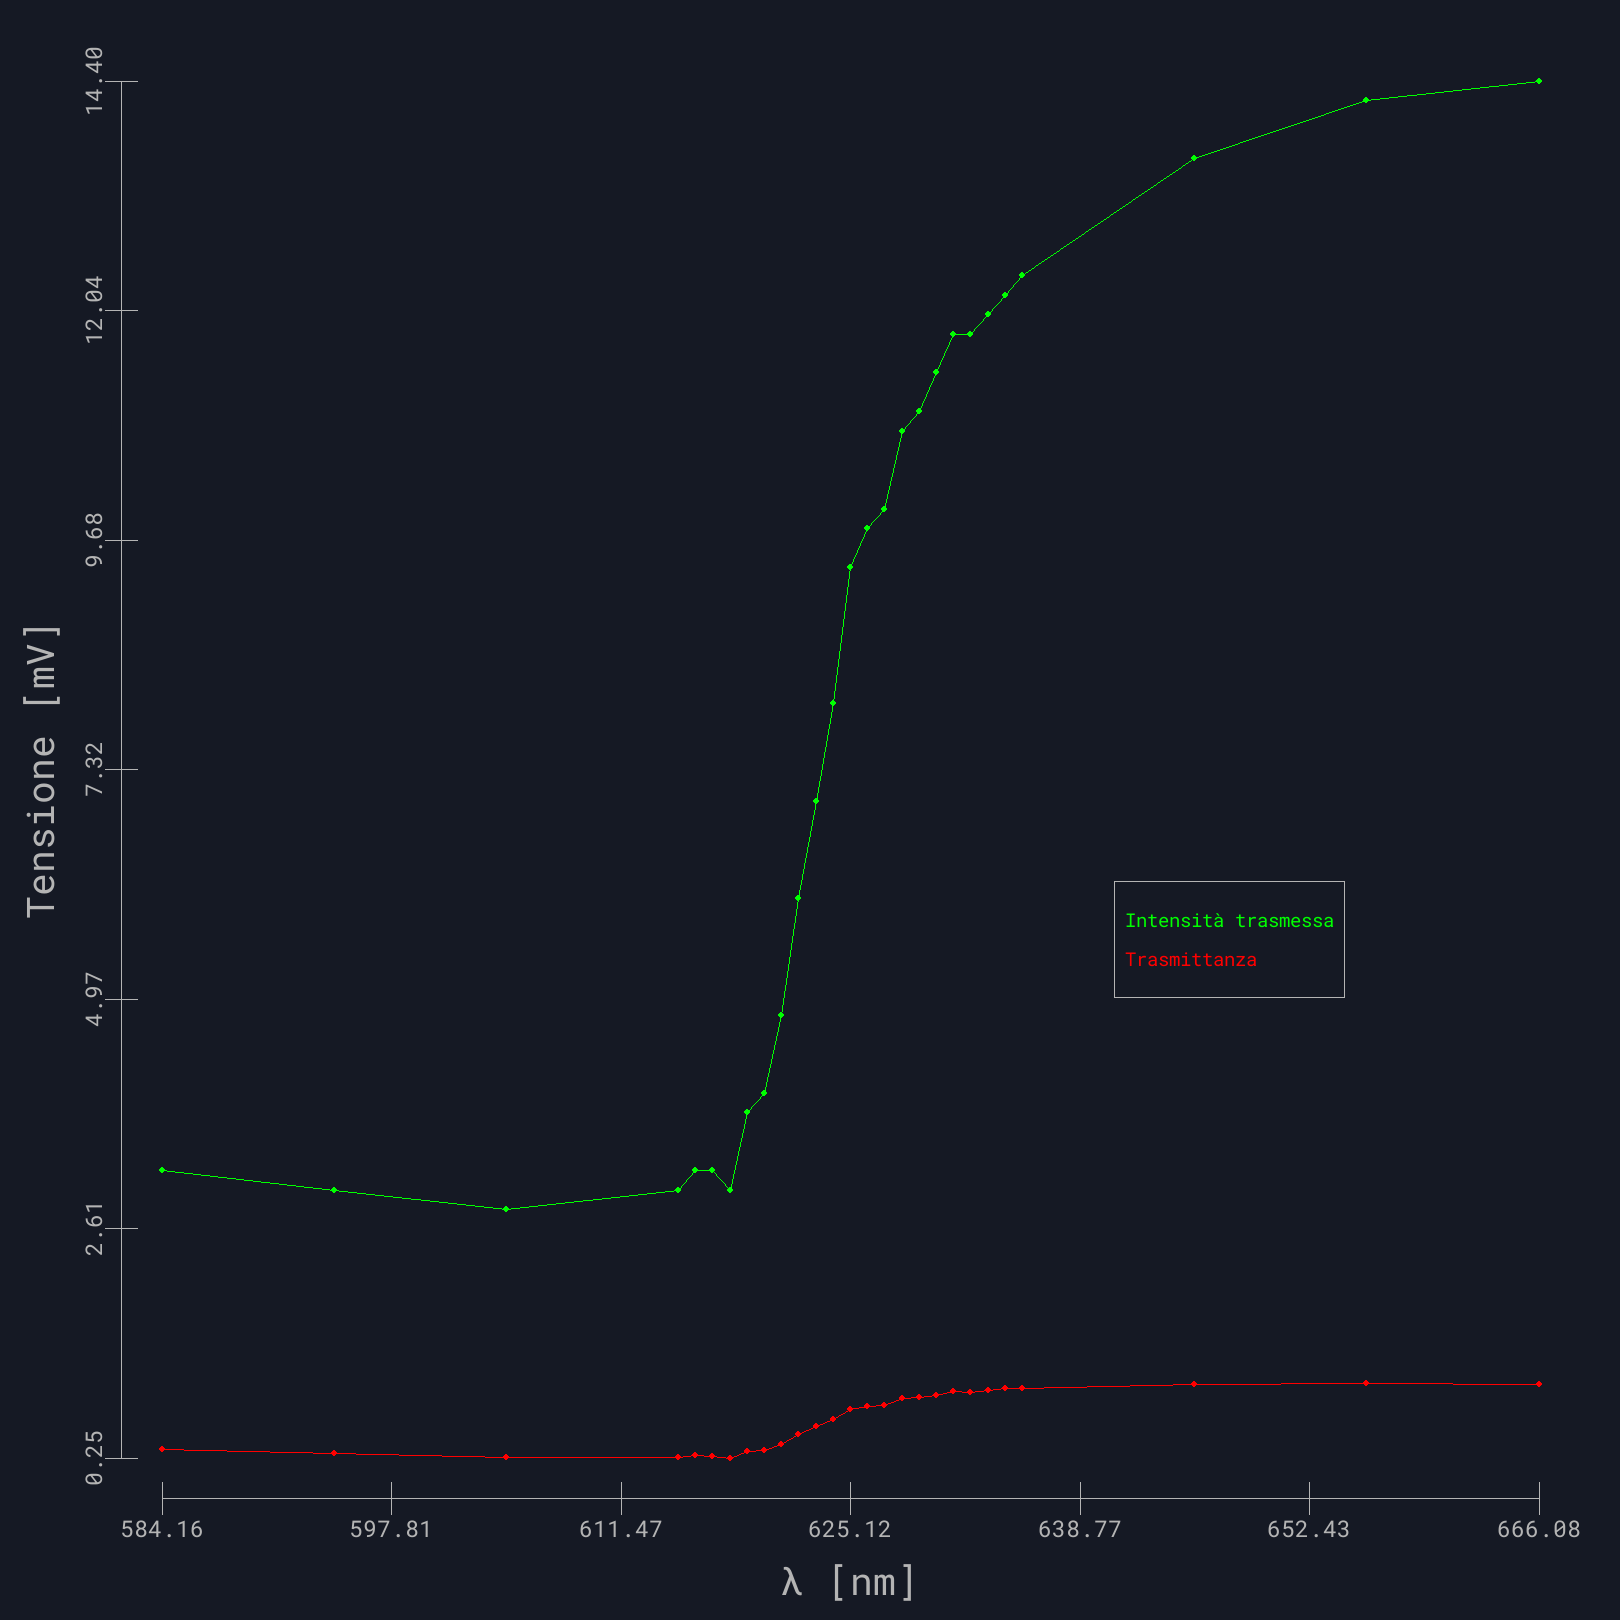 14.40
12.04
9.68
7.32
4.97
2.61
0.25
Tensione [mV]
Intensità trasmessa
Trasmittanza
584.16 597.81 611.47 625.12 638.77 652.43 666.08
λ [nm]